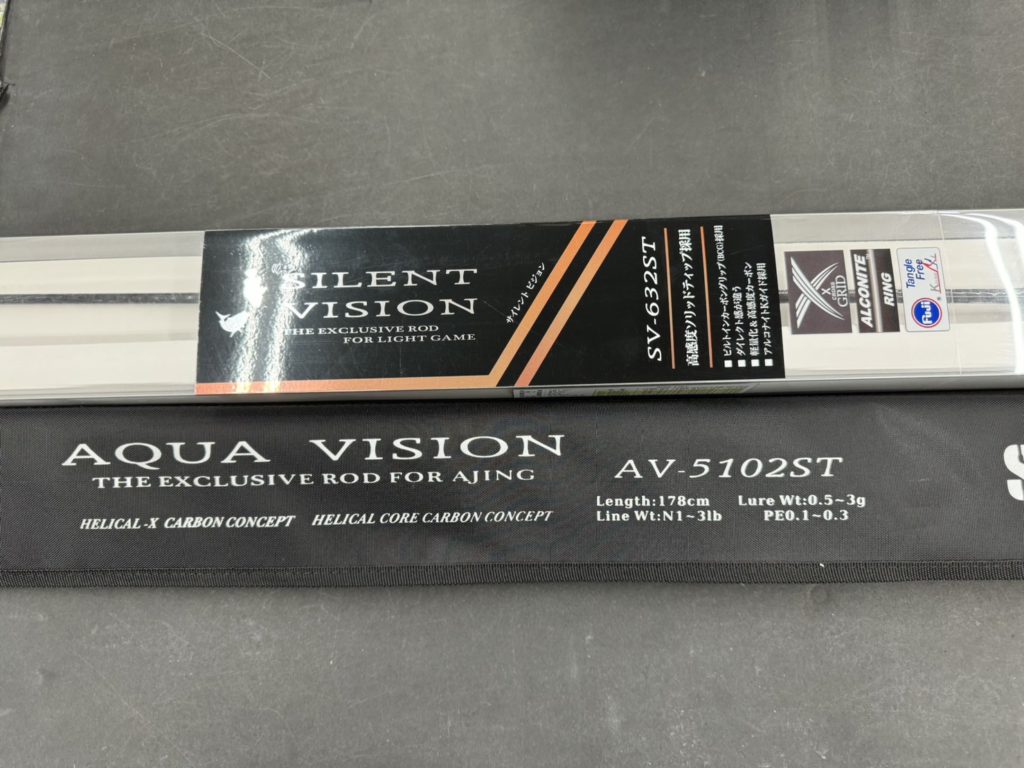 SILENT
VISION
THE EXCLUSIVE ROD
FOR LIGHT GAME
サイレント ビジョン
SV-632ST
高感度ソリッドティップ採用
■ビルトインカーボングリップ(BCG)採用
■ダイレクト感が違う
■軽量化&高感度カーボン
■アルコナイトKガイド採用
X
GRID
ALCONITE™
RING
Tangle
Free
K
Fuji
AQUA VISION
THE EXCLUSIVE ROD FOR AJING
HELICAL-X CARBON CONCEPT HELICAL CORE CARBON CONCEPT
AV-5102ST
Length:178cm Lure Wt:0.5~3g
Line Wt:N1~3lb PE0.1~0.3
S